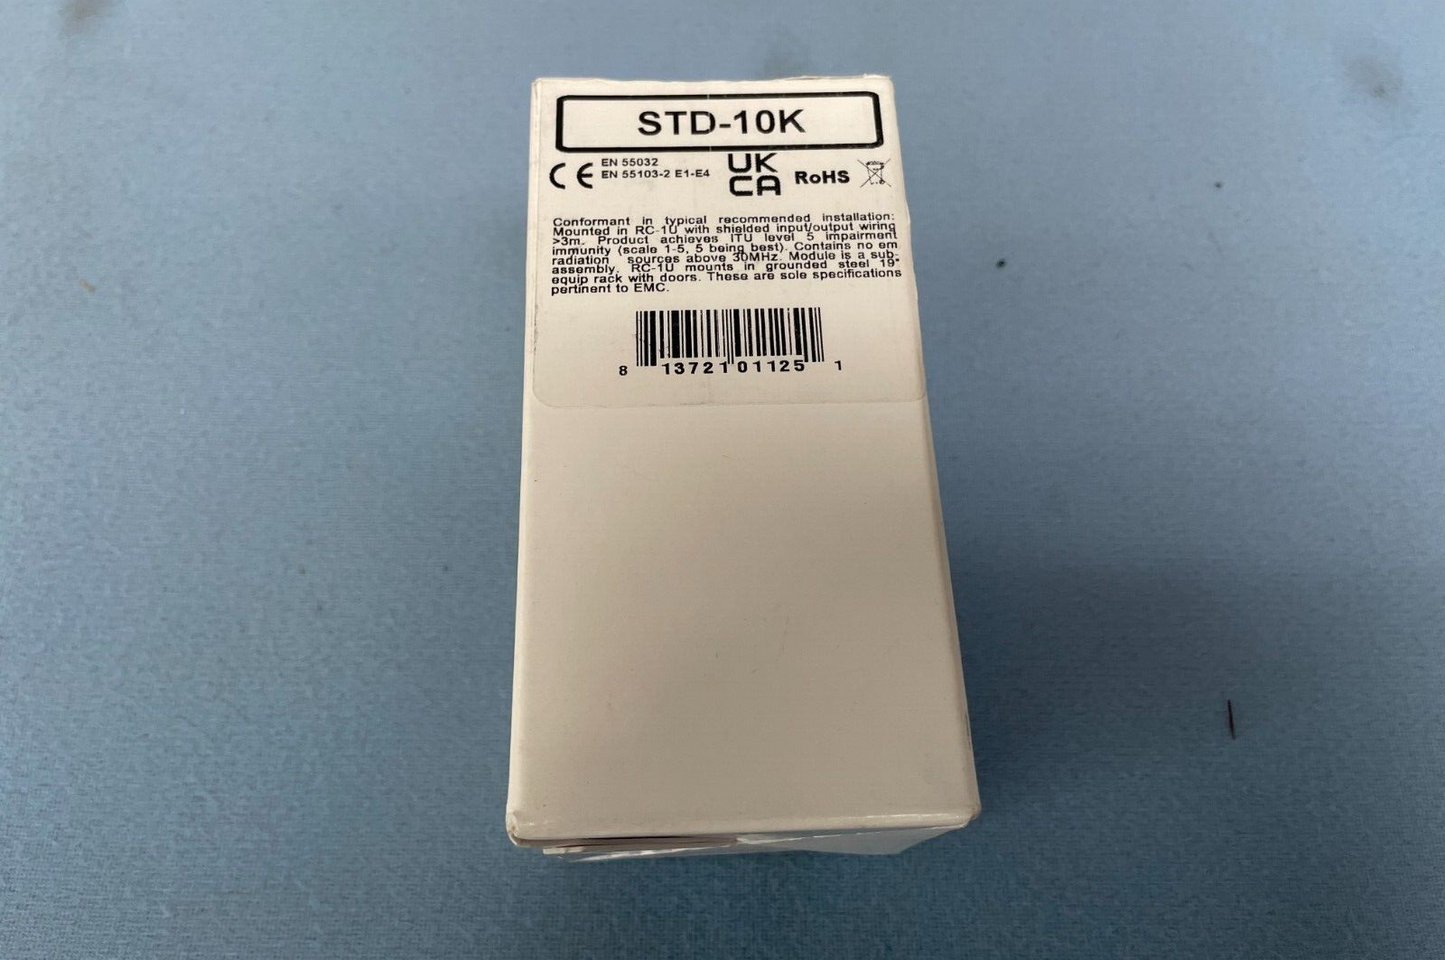 STD-10K
CE EN 55032
EN 55103-2 E1-E4
UK
CA
RoHS
Conformant in typical recommended installation:
Mounted in RC-1U with shielded input/output wiring
>3m. Product achieves ITU level 5 impairment
immunity (scale 1-5, 5 being best). Contains no em
radiation sources above 30MHz. Module is a sub-
assembly. RC-1U mounts in grounded steel 19"
equip rack with doors. These are sole specifications
pertinent to EMC.
8 13721 01125 1